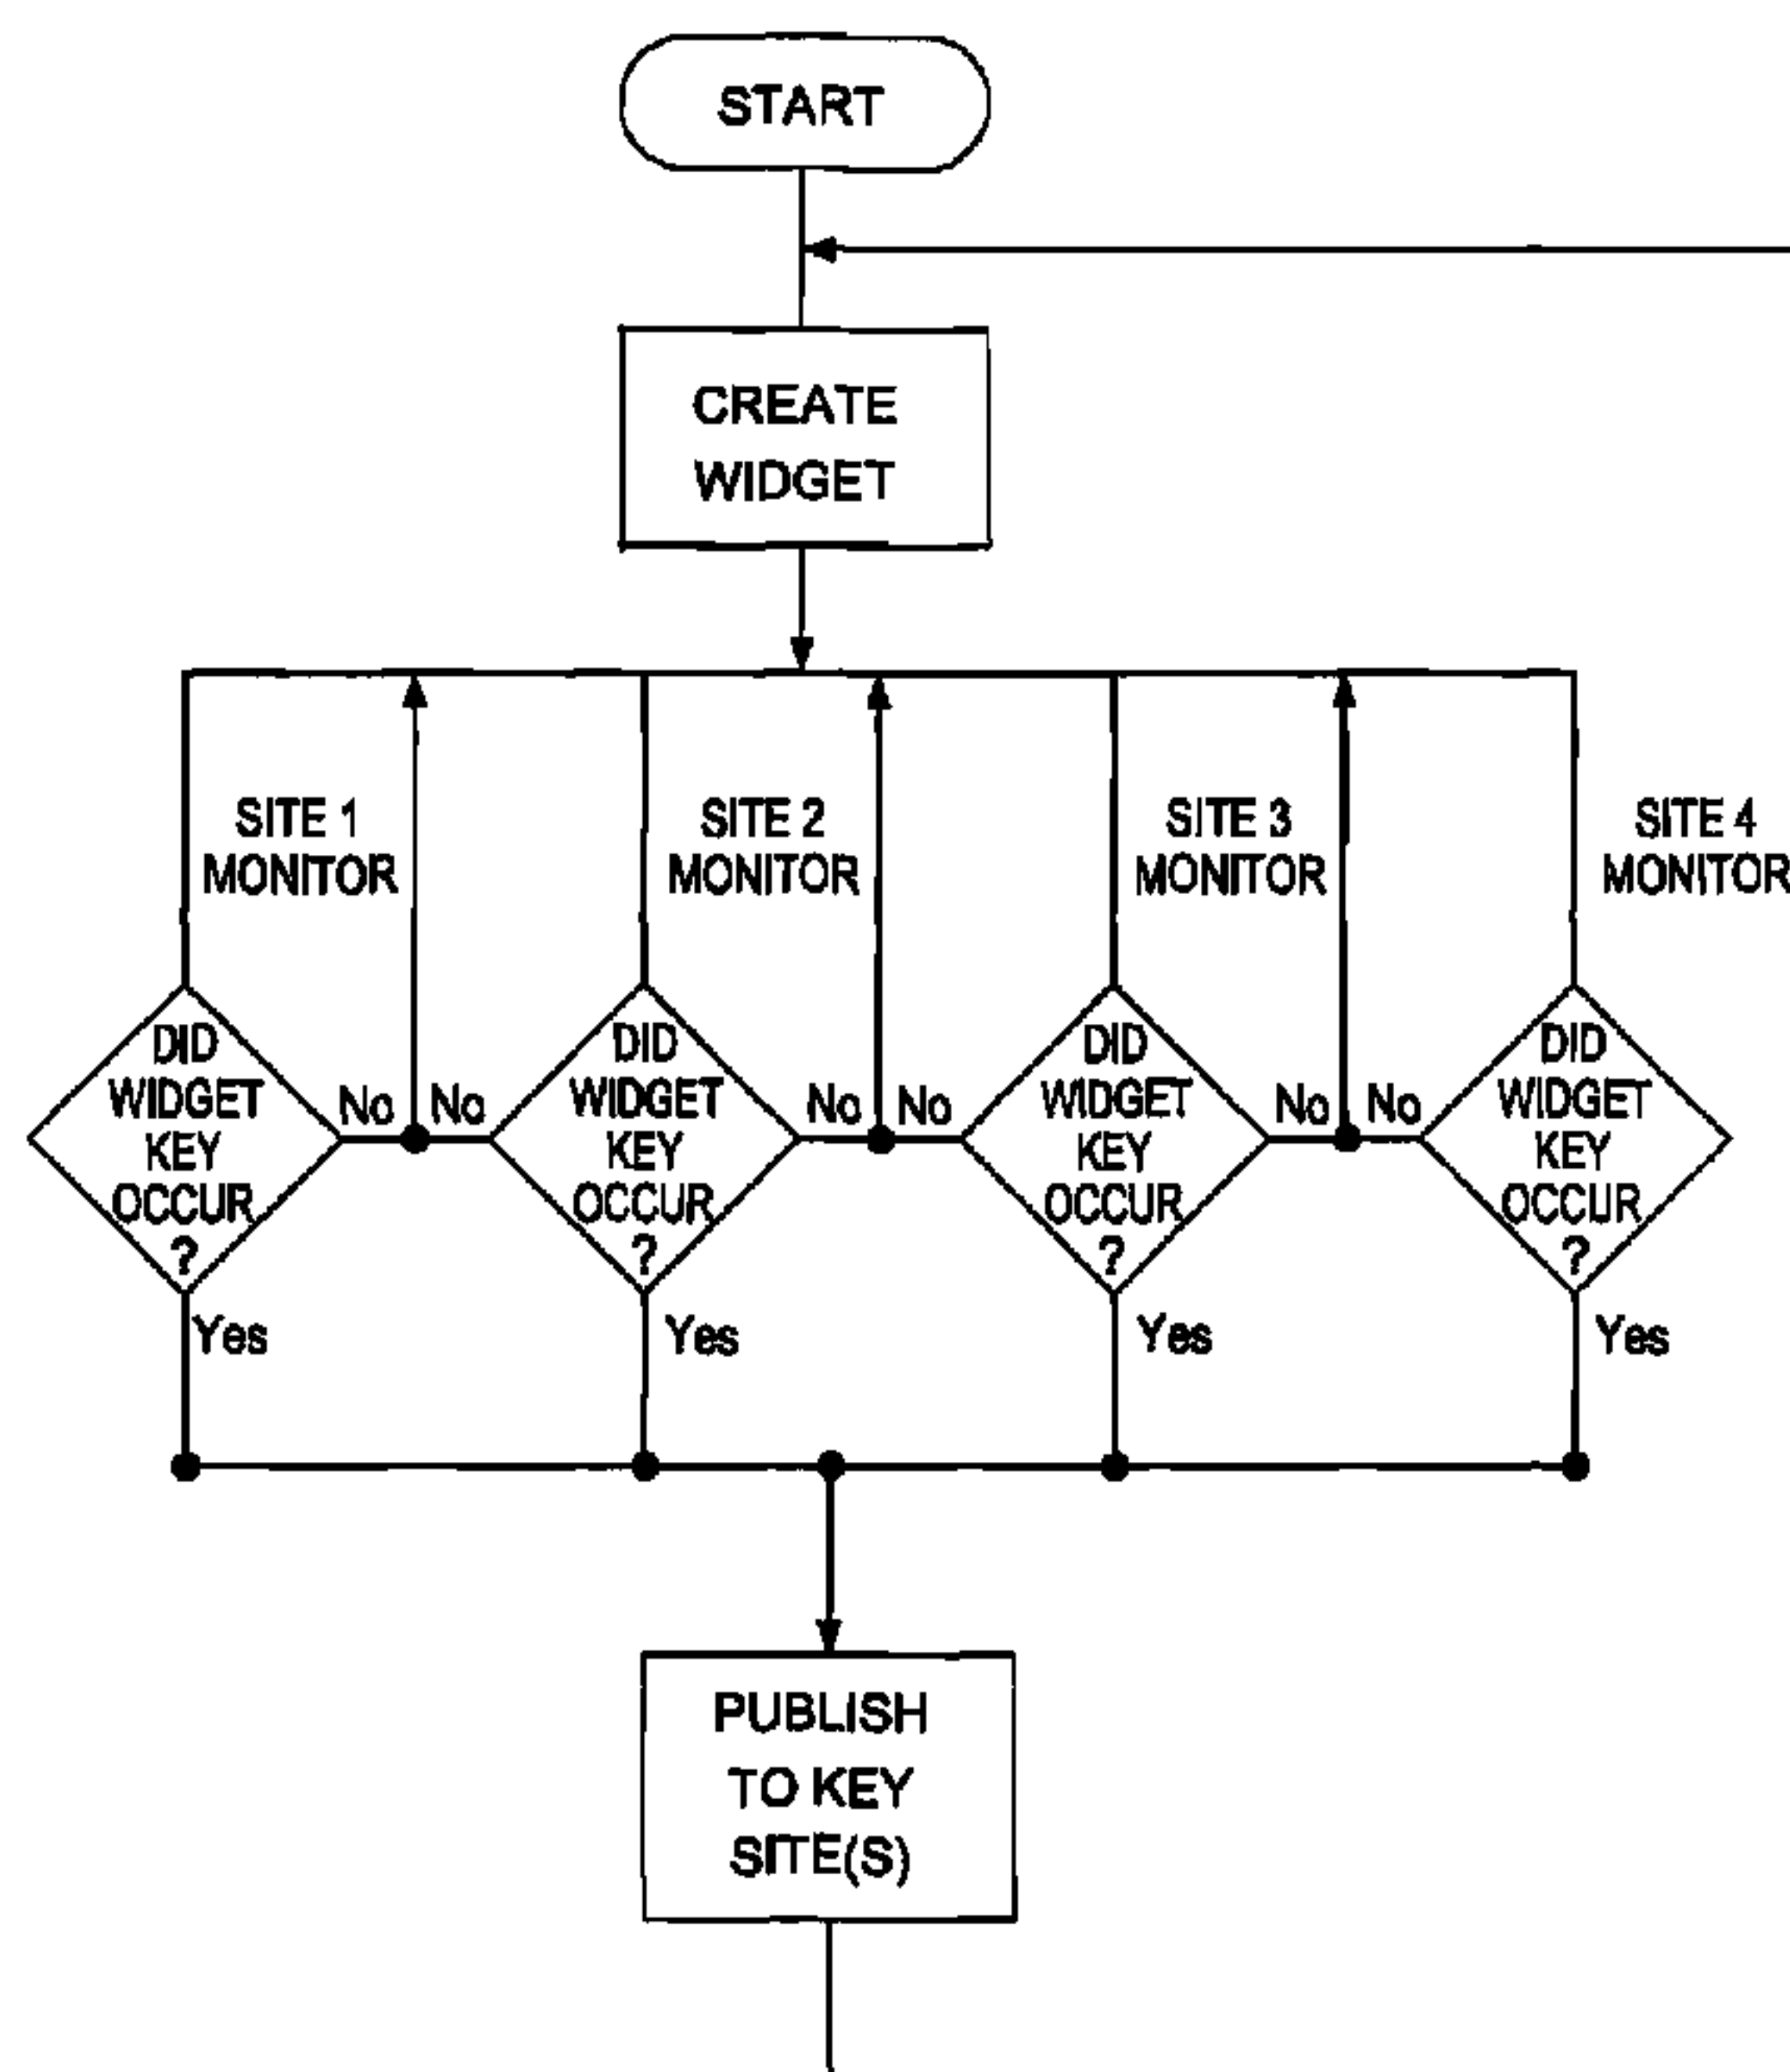 START
CREATE
WIDGET
SITE 1
MONITOR
SITE 2
MONITOR
SITE 3
MONITOR
SITE 4
MONITOR
DID
WIDGET
KEY
OCCUR
?
No
No
DID
WIDGET
KEY
OCCUR
?
No
No
DID
WIDGET
KEY
OCCUR
?
No
No
DID
WIDGET
KEY
OCCUR
?
Yes
Yes
Yes
Yes
PUBLISH
TO KEY
SITE(S)